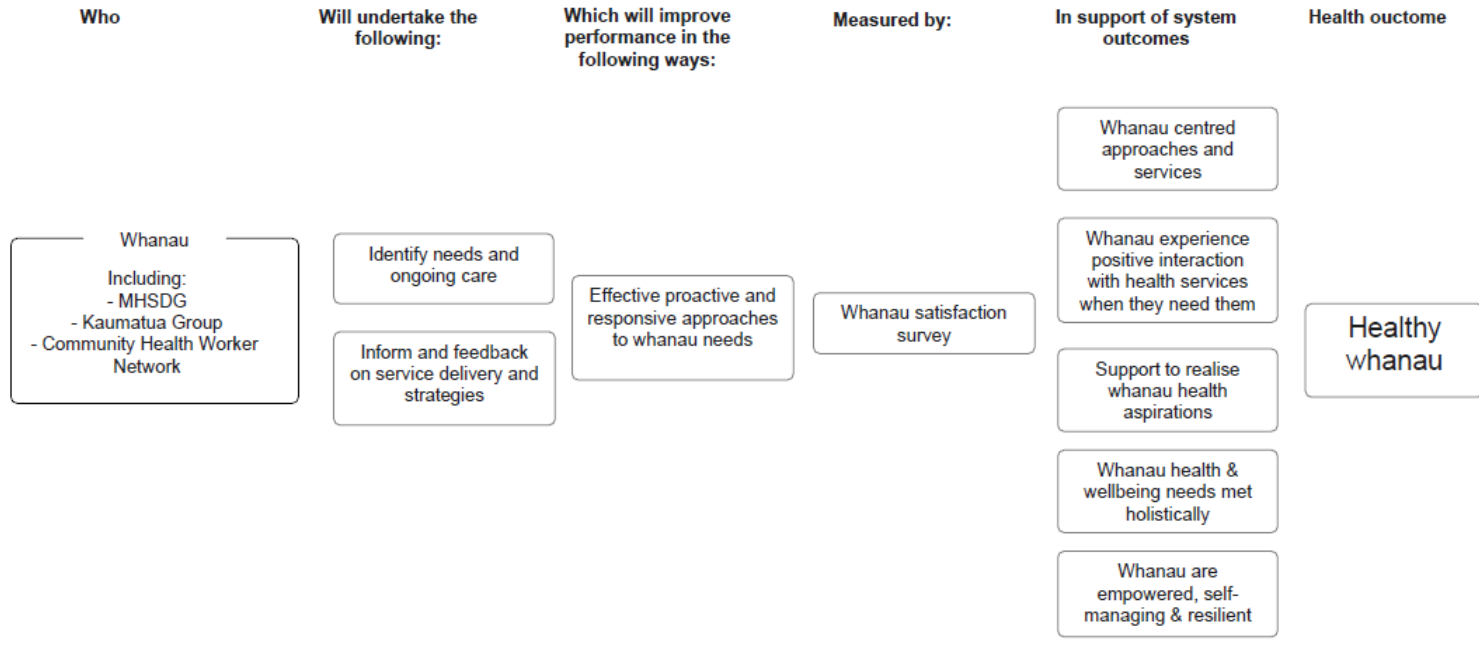 Who
Will undertake the
following:
Which will improve
performance in the
following ways:
Measured by:
In support of system
outcomes
Health ouctome
Whanau
Including:
- MHSDG
- Kaumatua Group
- Community Health Worker
Network
Identify needs and
ongoing care
Inform and feedback
on service delivery and
strategies
Effective proactive and
responsive approaches
to whanau needs
Whanau satisfaction
survey
Whanau centred
approaches and
services
Whanau experience
positive interaction
with health services
when they need them
Support to realise
whanau health
aspirations
Whanau health &
wellbeing needs met
holistically
Whanau are
empowered, self-
managing & resilient
Healthy
whanau